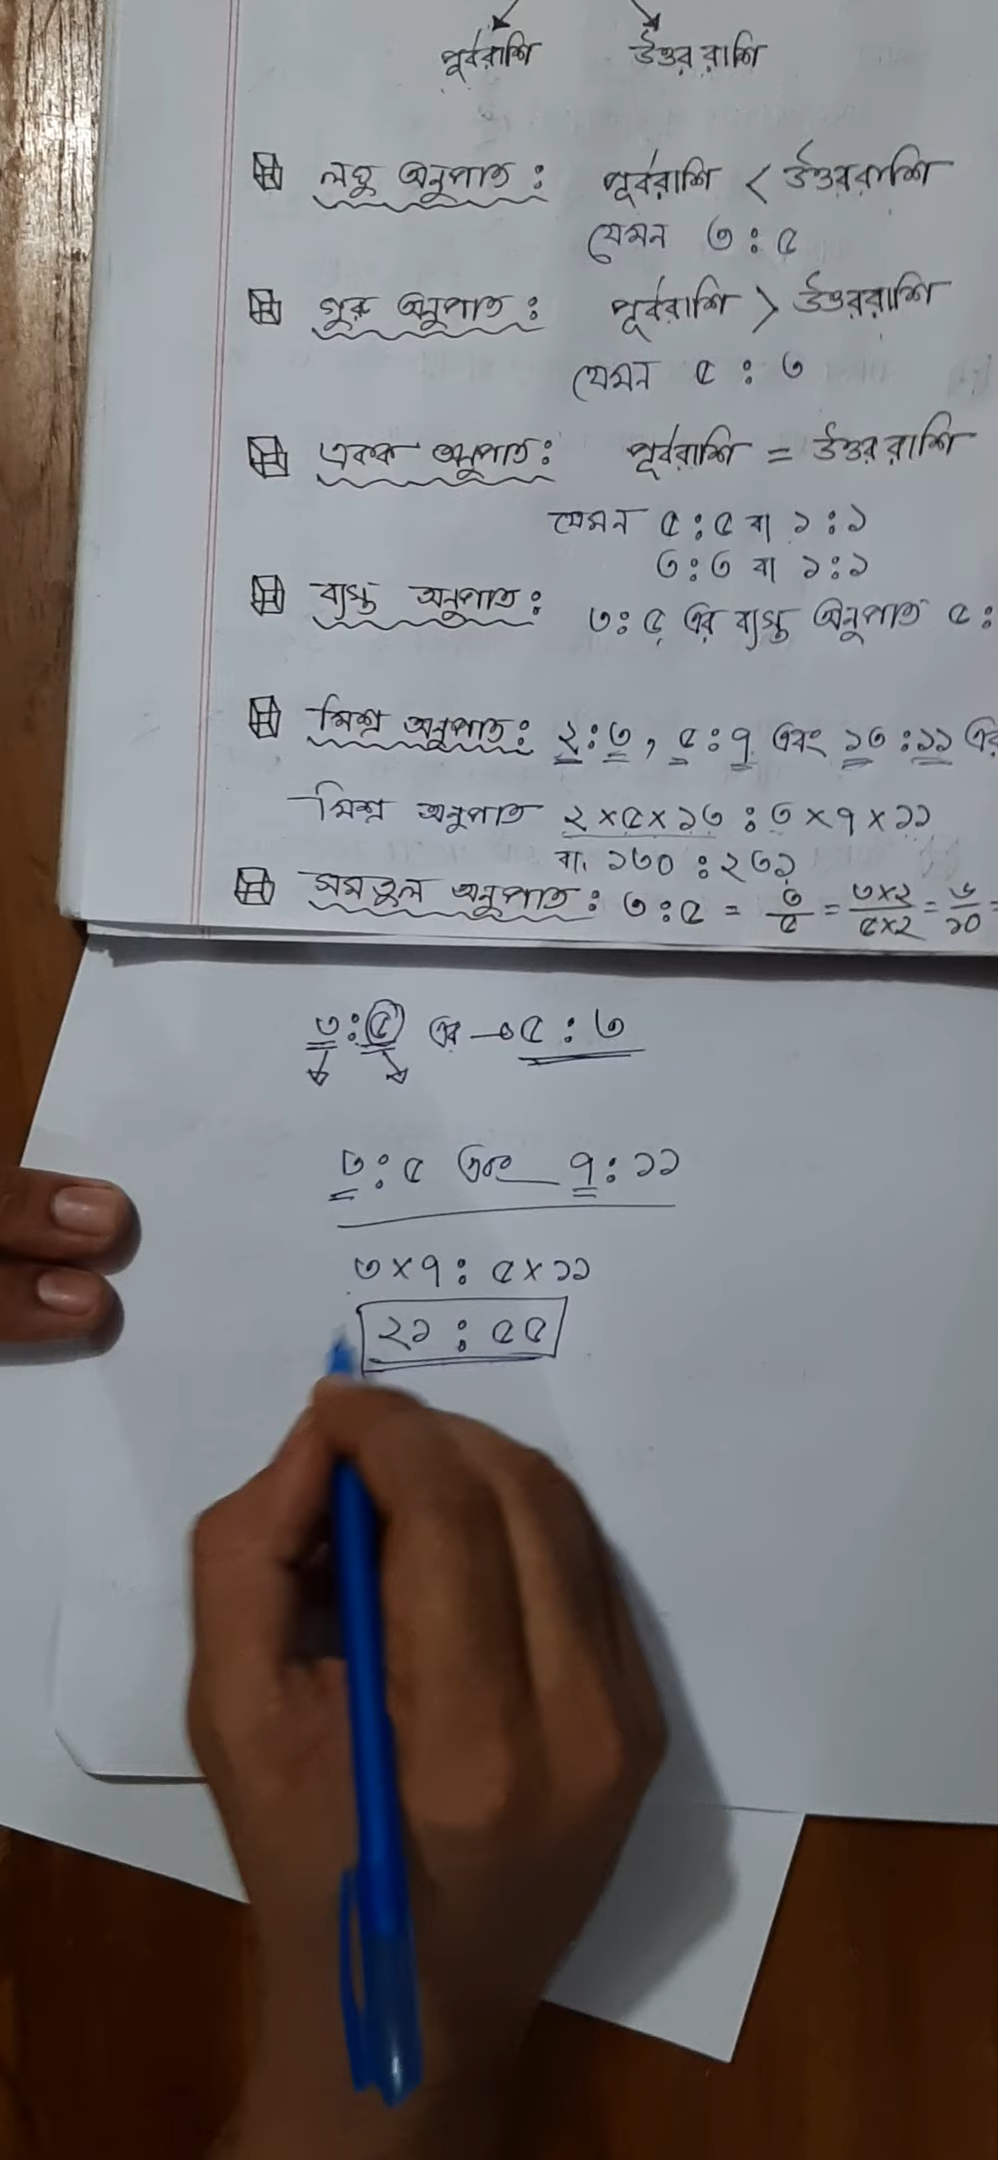 পূর্বরাশি উত্তর রাশি
লঘু অনুপাত : পূর্বরাশি < উত্তররাশি
যেমন ৩ : ৫
গুরু অনুপাত : পূর্বরাশি > উত্তররাশি
যেমন ৫ : ৩
একক অনুপাত : পূর্বরাশি = উত্তর রাশি
যেমন ৫ : ৫ বা ১ : ১
৩ : ৩ বা ১ : ১
ব্যস্ত অনুপাত : ৩ : ৫ এর ব্যস্ত অনুপাত ৫ :
মিশ্র অনুপাত : ২ : ৩ , ৫ : ৭ এবং ১৩ : ১১ এর
মিশ্র অনুপাত ২ × ৫ × ১৩ : ৩ × ৭ × ১১
বা, ১৩০ : ২৩১
সমতুল অনুপাত : ৩ : ৫ = ৩/৫ = ৩×২/৫×২ = ৬/১০ =
৩ : ৫ এর → ৫ : ৩
৩ : ৫ এবং ৭ : ১১
৩ × ৭ : ৫ × ১১
২১ : ৫৫